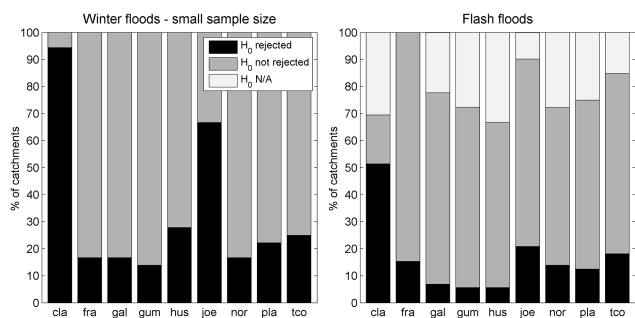 Winter floods - small sample size
% of catchments
100
90
80
70
60
50
40
30
20
10
0
H0 rejected
H0 not rejected
H0 N/A
cla fra gal gum hus joe nor pla tco
Flash floods
% of catchments
100
90
80
70
60
50
40
30
20
10
0
cla fra gal gum hus joe nor pla tco